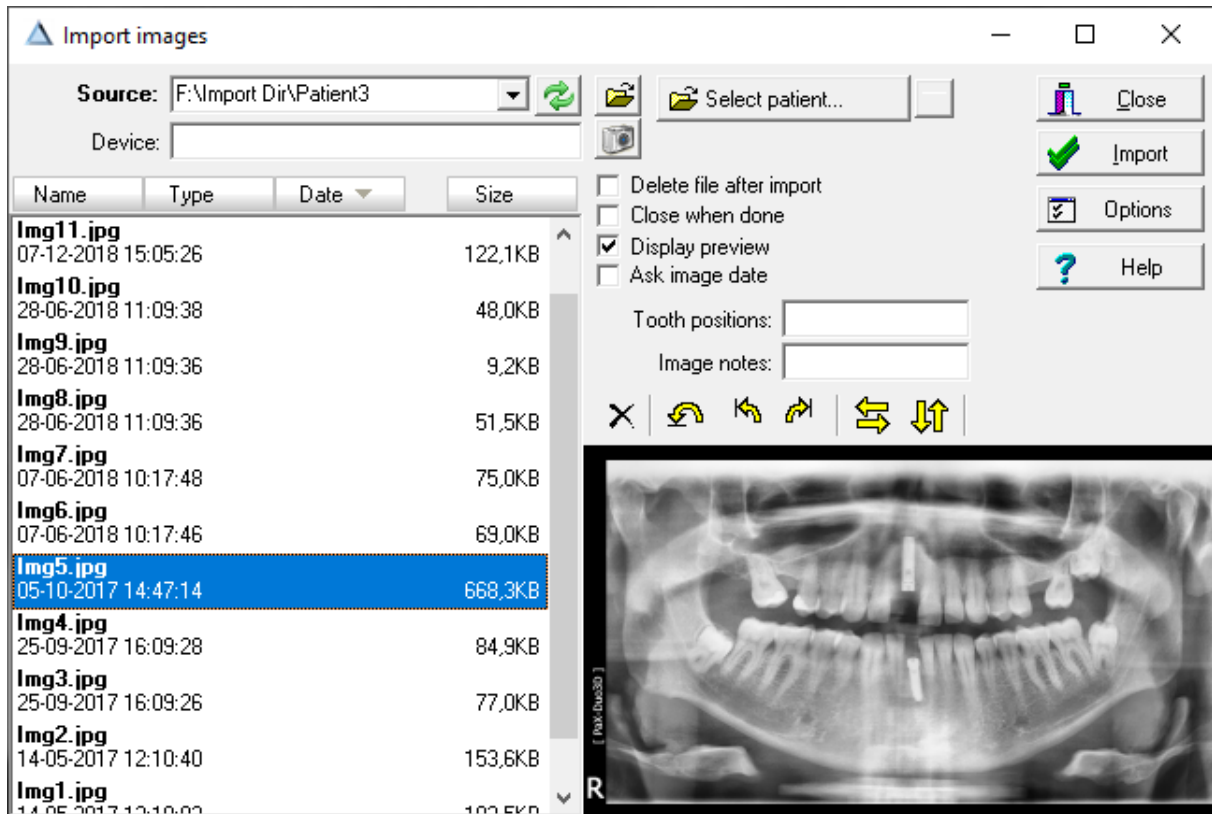 Import images
Source: F:\Import Dir\Patient3
Select patient...
Close
Device:
Import
Name Type Date Size
Delete file after import
Close when done
Display preview
Ask image date
Options
Help
Tooth positions:
Image notes:
Img11.jpg
07-12-2018 15:05:26 122,1KB
Img10.jpg
28-06-2018 11:09:38 48,0KB
Img9.jpg
28-06-2018 11:09:36 9,2KB
Img8.jpg
28-06-2018 11:09:36 51,5KB
Img7.jpg
07-06-2018 10:17:48 75,0KB
Img6.jpg
07-06-2018 10:17:46 69,0KB
Img5.jpg
05-10-2017 14:47:14 668,3KB
Img4.jpg
25-09-2017 16:09:28 84,9KB
Img3.jpg
25-09-2017 16:09:26 77,0KB
Img2.jpg
14-05-2017 12:10:40 153,6KB
Img1.jpg
[ PaX-Duo3D ]
R